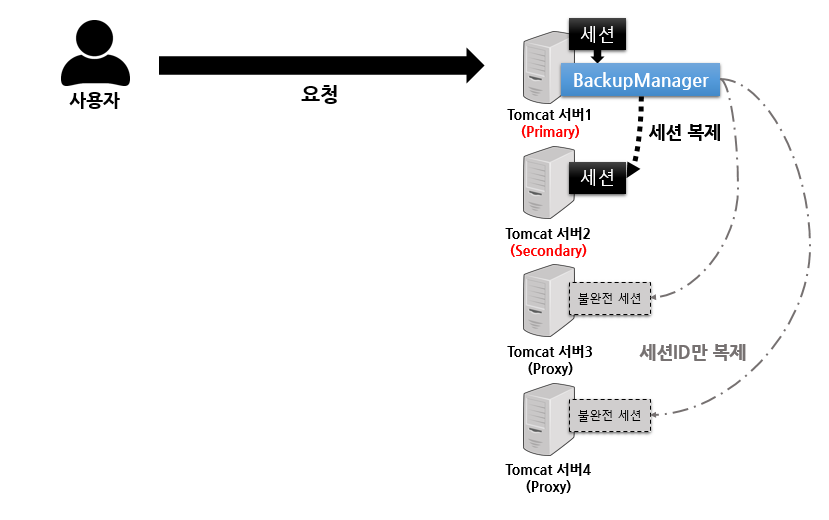 사용자
요청
세션
BackupManager
Tomcat 서버1
(Primary)
세션 복제
세션
Tomcat 서버2
(Secondary)
불완전 세션
Tomcat 서버3
(Proxy)
세션ID만 복제
불완전 세션
Tomcat 서버4
(Proxy)